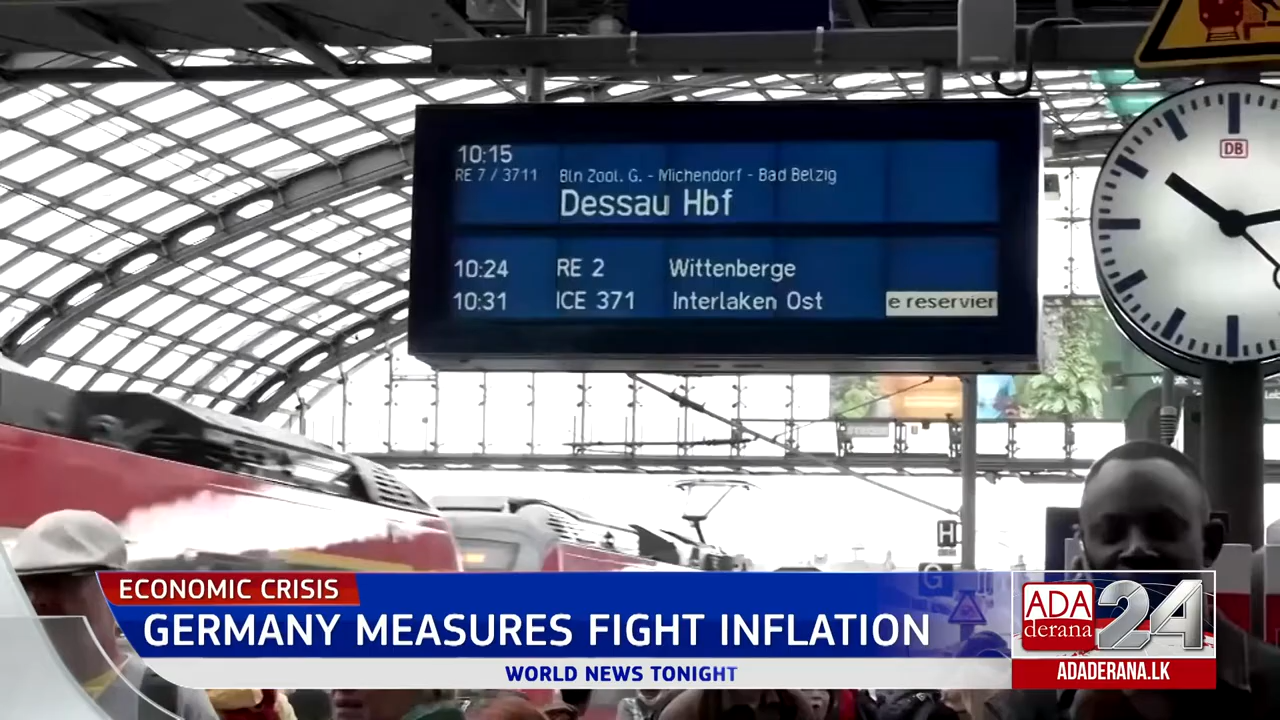 10:15
RE 7 / 3711 Bln Zool. G. - Michendorf - Bad Belzig
Dessau Hbf
10:24 RE 2 Wittenberge
10:31 ICE 371 Interlaken Ost e reservier
DB
H
G
ECONOMIC CRISIS
GERMANY MEASURES FIGHT INFLATION
WORLD NEWS TONIGHT
ADA
derana
24
ADADERANA.LK